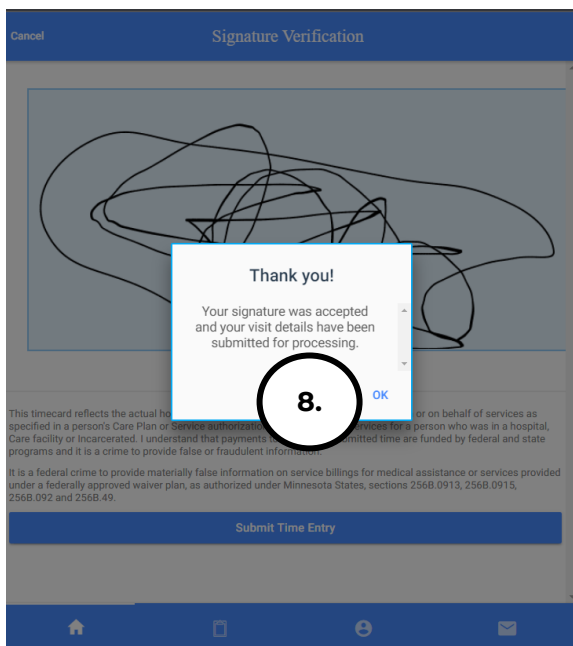 Cancel
Signature Verification
Thank you!
Your signature was accepted
and your visit details have been
submitted for processing.
OK
8.
This timecard reflects the actual or on behalf of services as
specified in a person's Care Plan or Service authorization services for a person who was in a hospital,
Care facility or Incarcerated. I understand that payments submitted time are funded by federal and state
programs and it is a crime to provide false or fraudulent information.
It is a federal crime to provide materially false information on service billings for medical assistance or services provided
under a federally approved waiver plan, as authorized under Minnesota States, sections 256B.0913, 256B.0915,
256B.092 and 256B.49.
Submit Time Entry